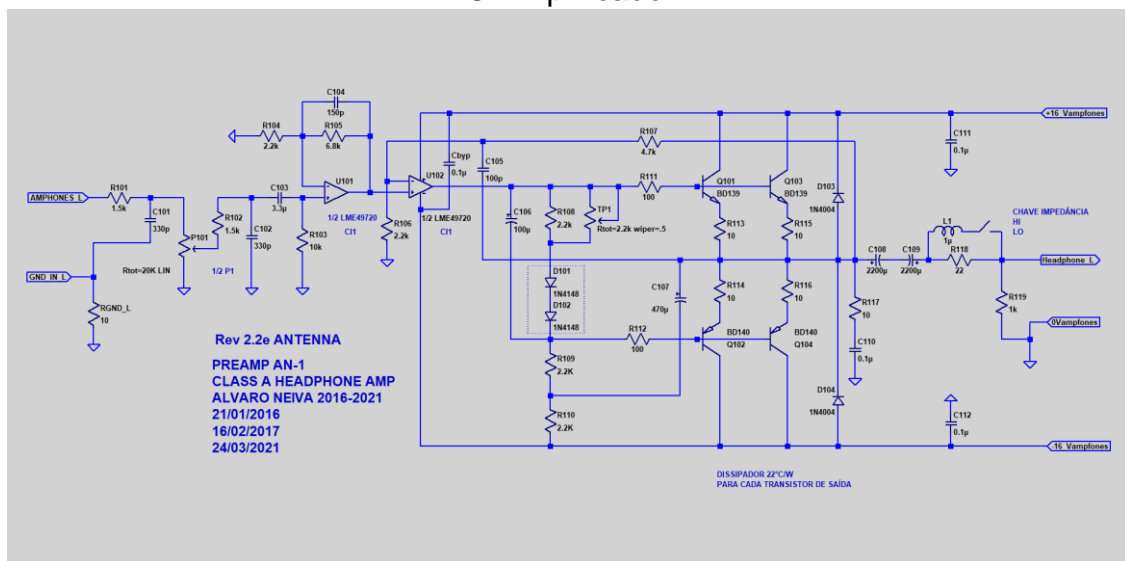 AMPHONES_L
GND_IN_L
R101
1.5k
C101
330p
RGND_L
10
P101
Rtot=20K LIN
1/2 P1
R102
1.5k
C102
330p
C103
3.3µ
R103
10k
R104
2.2k
C104
150p
R105
6.8k
U101
1/2 LME49720
CI1
R106
2.2k
U102
1/2 LME49720
CI1
Cbyp
0.1µ
C105
100p
C106
100µ
R107
4.7k
R108
2.2k
TP1
Rtot=2.2k wiper=.5
D101
1N4148
D102
1N4148
R109
2.2K
R110
2.2K
R111
100
R112
100
C107
470µ
Q101
BD139
Q103
BD139
R113
10
R115
10
R114
10
R116
10
BD140
Q102
BD140
Q104
D103
1N4004
D104
1N4004
R117
10
C110
0.1µ
C108
2200µ
C109
2200µ
L1
1µ
R118
22
CHAVE IMPEDÂNCIA
HI
LO
R119
1k
C111
0.1µ
C112
0.1µ
+16_Vampfones
Headphone_L
0Vampfones
-16_Vampfones
Rev 2.2e ANTENNA
PREAMP AN-1
CLASS A HEADPHONE AMP
ALVARO NEIVA 2016-2021
21/01/2016
16/02/2017
24/03/2021
DISSIPADOR 22°C/W
PARA CADA TRANSISTOR DE SAÍDA